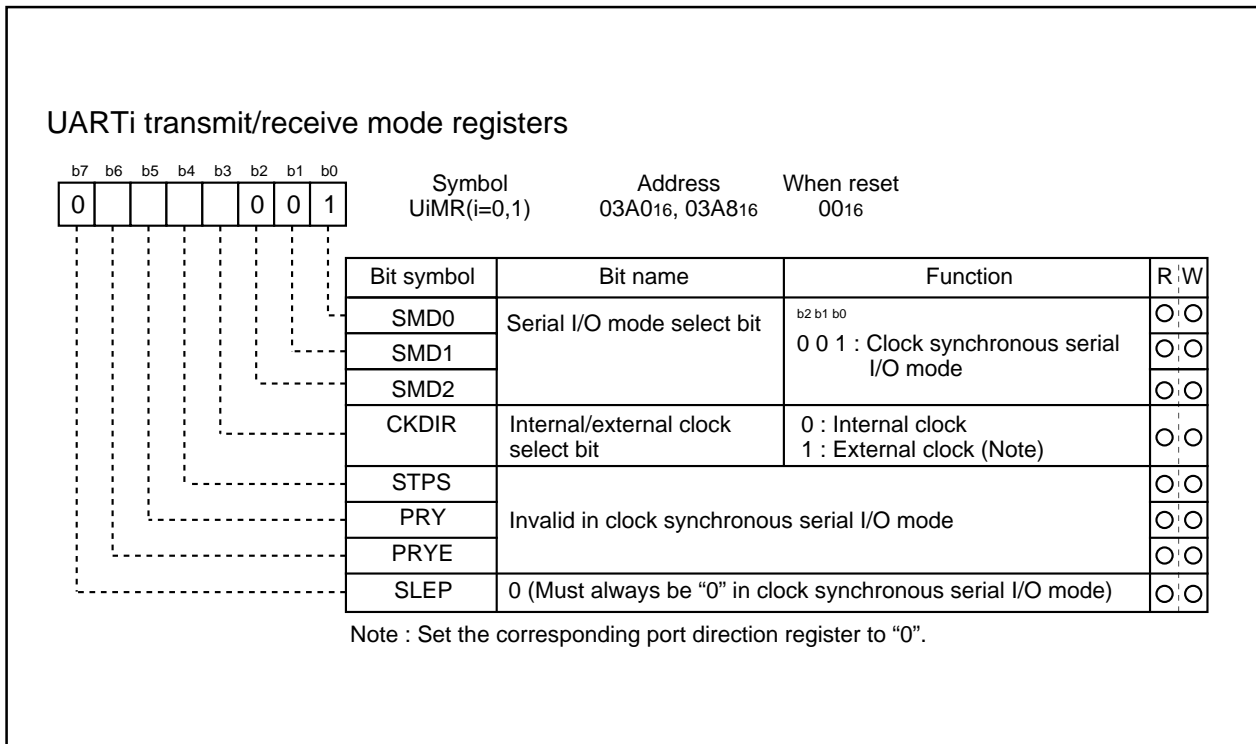 UARTi transmit/receive mode registers
b7 b6 b5 b4 b3 b2 b1 b0
0 0 0 1
Symbol Address When reset
UiMR(i=0,1) 03A016, 03A816 0016
Bit symbol Bit name Function R W
SMD0 Serial I/O mode select bit b2 b1 b0
SMD1 0 0 1 : Clock synchronous serial
I/O mode
SMD2
CKDIR Internal/external clock 0 : Internal clock
select bit 1 : External clock (Note)
STPS
PRY Invalid in clock synchronous serial I/O mode
PRYE
SLEP 0 (Must always be “0” in clock synchronous serial I/O mode)
Note : Set the corresponding port direction register to “0”.